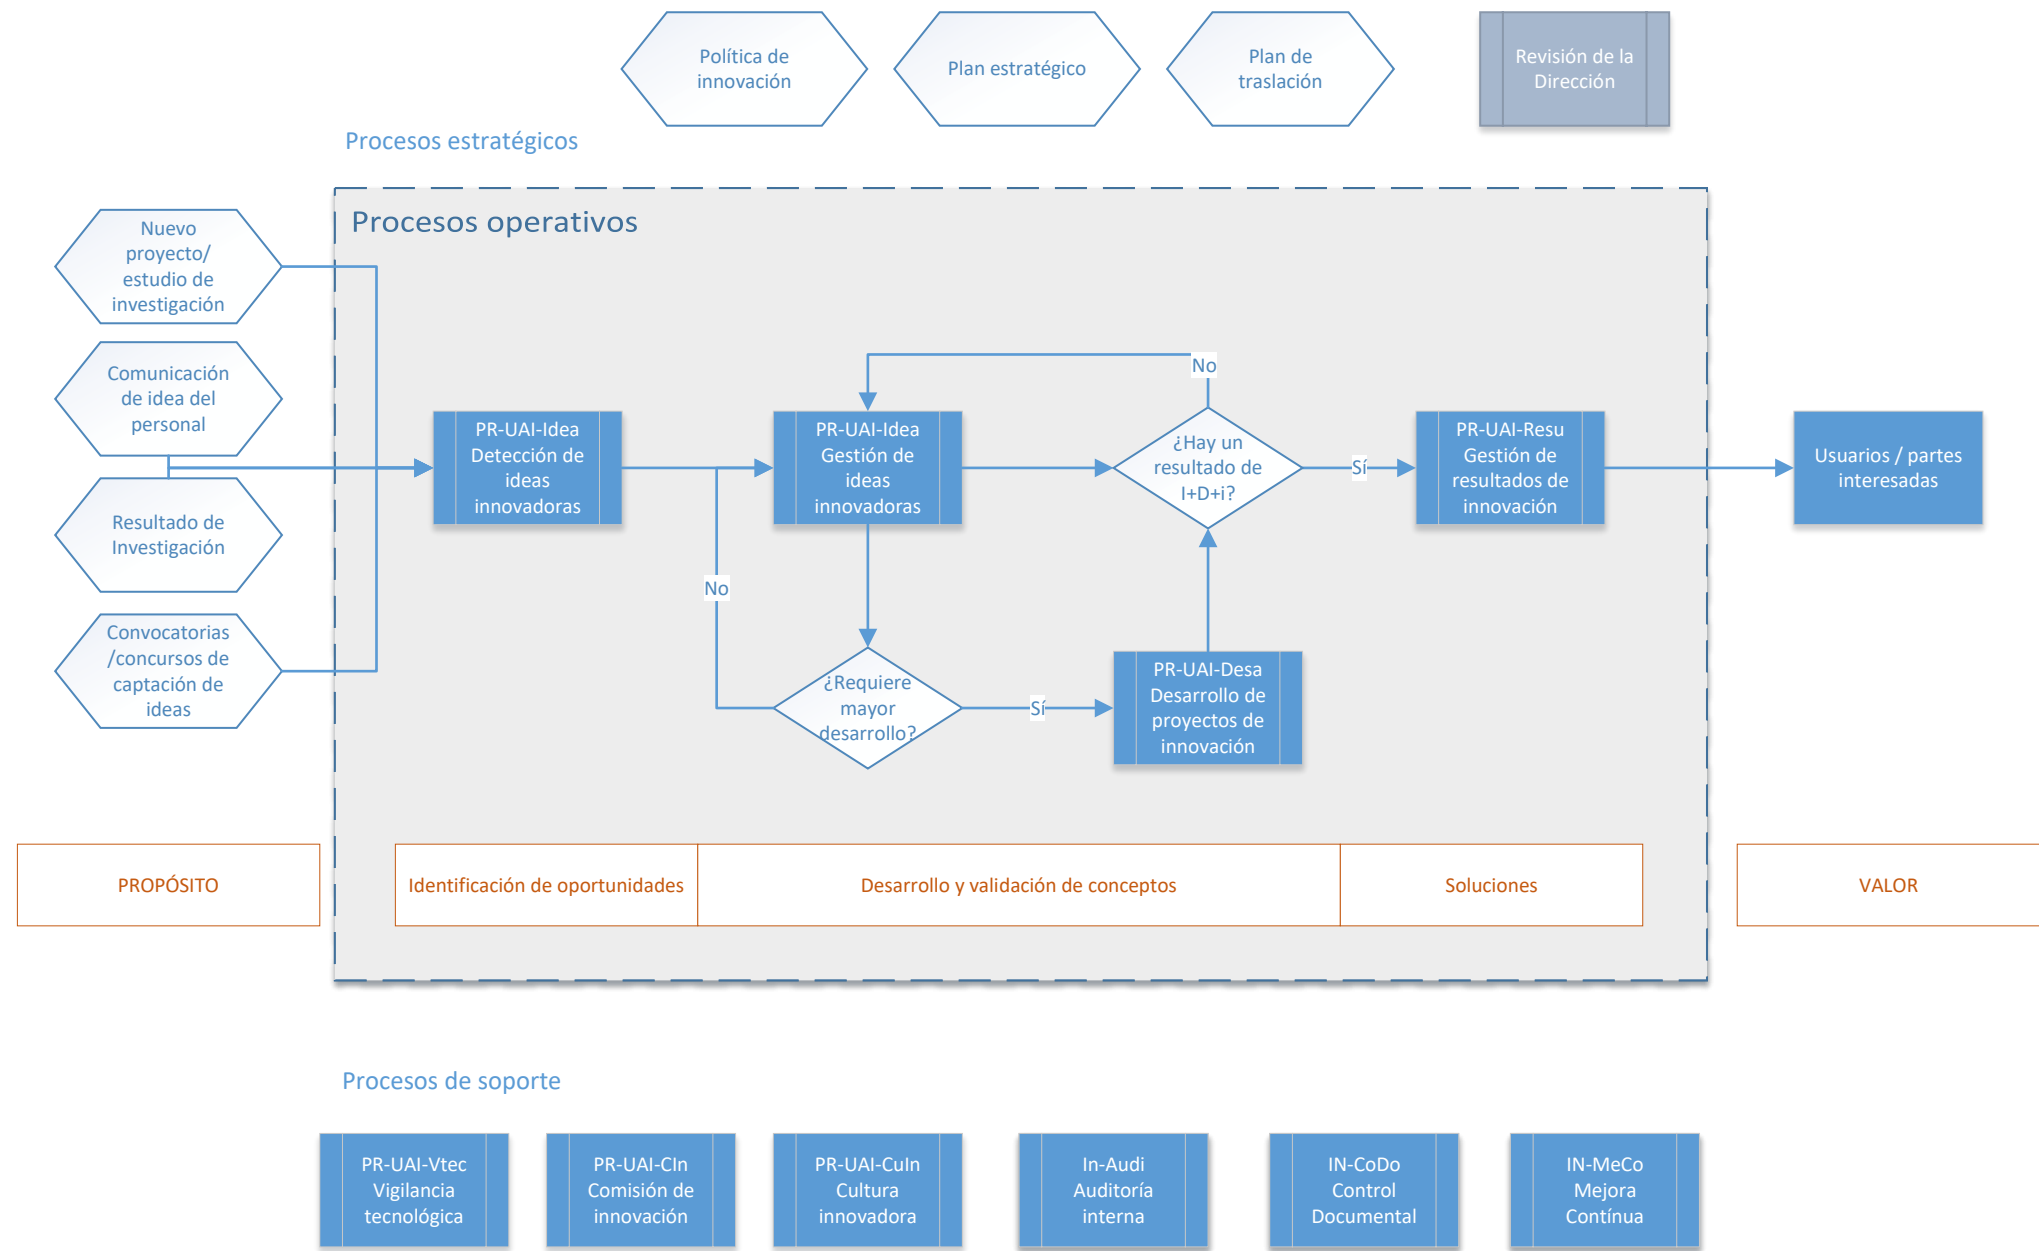 Política de
innovación
Plan estratégico
Plan de
traslación
Revisión de la
Dirección
Procesos estratégicos
Procesos operativos
Nuevo
proyecto/
estudio de
investigación
Comunicación
de idea del
personal
Resultado de
Investigación
Convocatorias
/concursos de
captación de
ideas
PR-UAI-Idea
Detección de
ideas
innovadoras
PR-UAI-Idea
Gestión de
ideas
innovadoras
No
¿Hay un
resultado de
I+D+i?
Sí
PR-UAI-Resu
Gestión de
resultados de
innovación
Usuarios / partes
interesadas
No
¿Requiere
mayor
desarrollo?
Sí
PR-UAI-Desa
Desarrollo de
proyectos de
innovación
PROPÓSITO
Identificación de oportunidades
Desarrollo y validación de conceptos
Soluciones
VALOR
Procesos de soporte
PR-UAI-Vtec
Vigilancia
tecnológica
PR-UAI-CIn
Comisión de
innovación
PR-UAI-CuIn
Cultura
innovadora
In-Audi
Auditoría
interna
IN-CoDo
Control
Documental
IN-MeCo
Mejora
Contínua